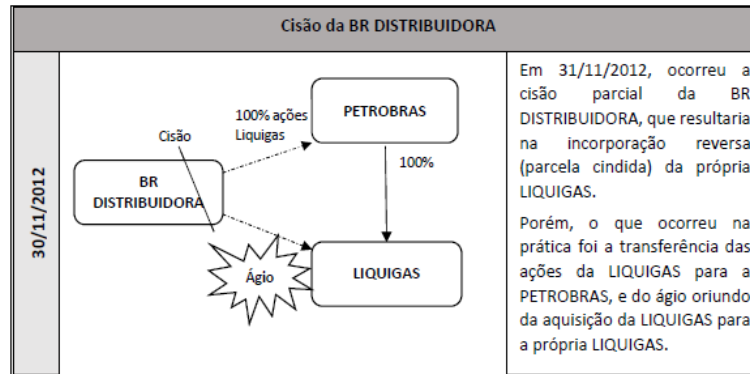 Cisão da BR DISTRIBUIDORA
30/11/2012
Cisão
100% ações
Liquigas
PETROBRAS
100%
BR
DISTRIBUIDORA
Ágio
LIQUIGAS
Em 31/11/2012, ocorreu a
cisão parcial da BR
DISTRIBUIDORA, que resultaria
na incorporação reversa
(parcela cindida) da própria
LIQUIGAS.
Porém, o que ocorreu na
prática foi a transferência das
ações da LIQUIGAS para a
PETROBRAS, e do ágio oriundo
da aquisição da LIQUIGAS para
a própria LIQUIGAS.